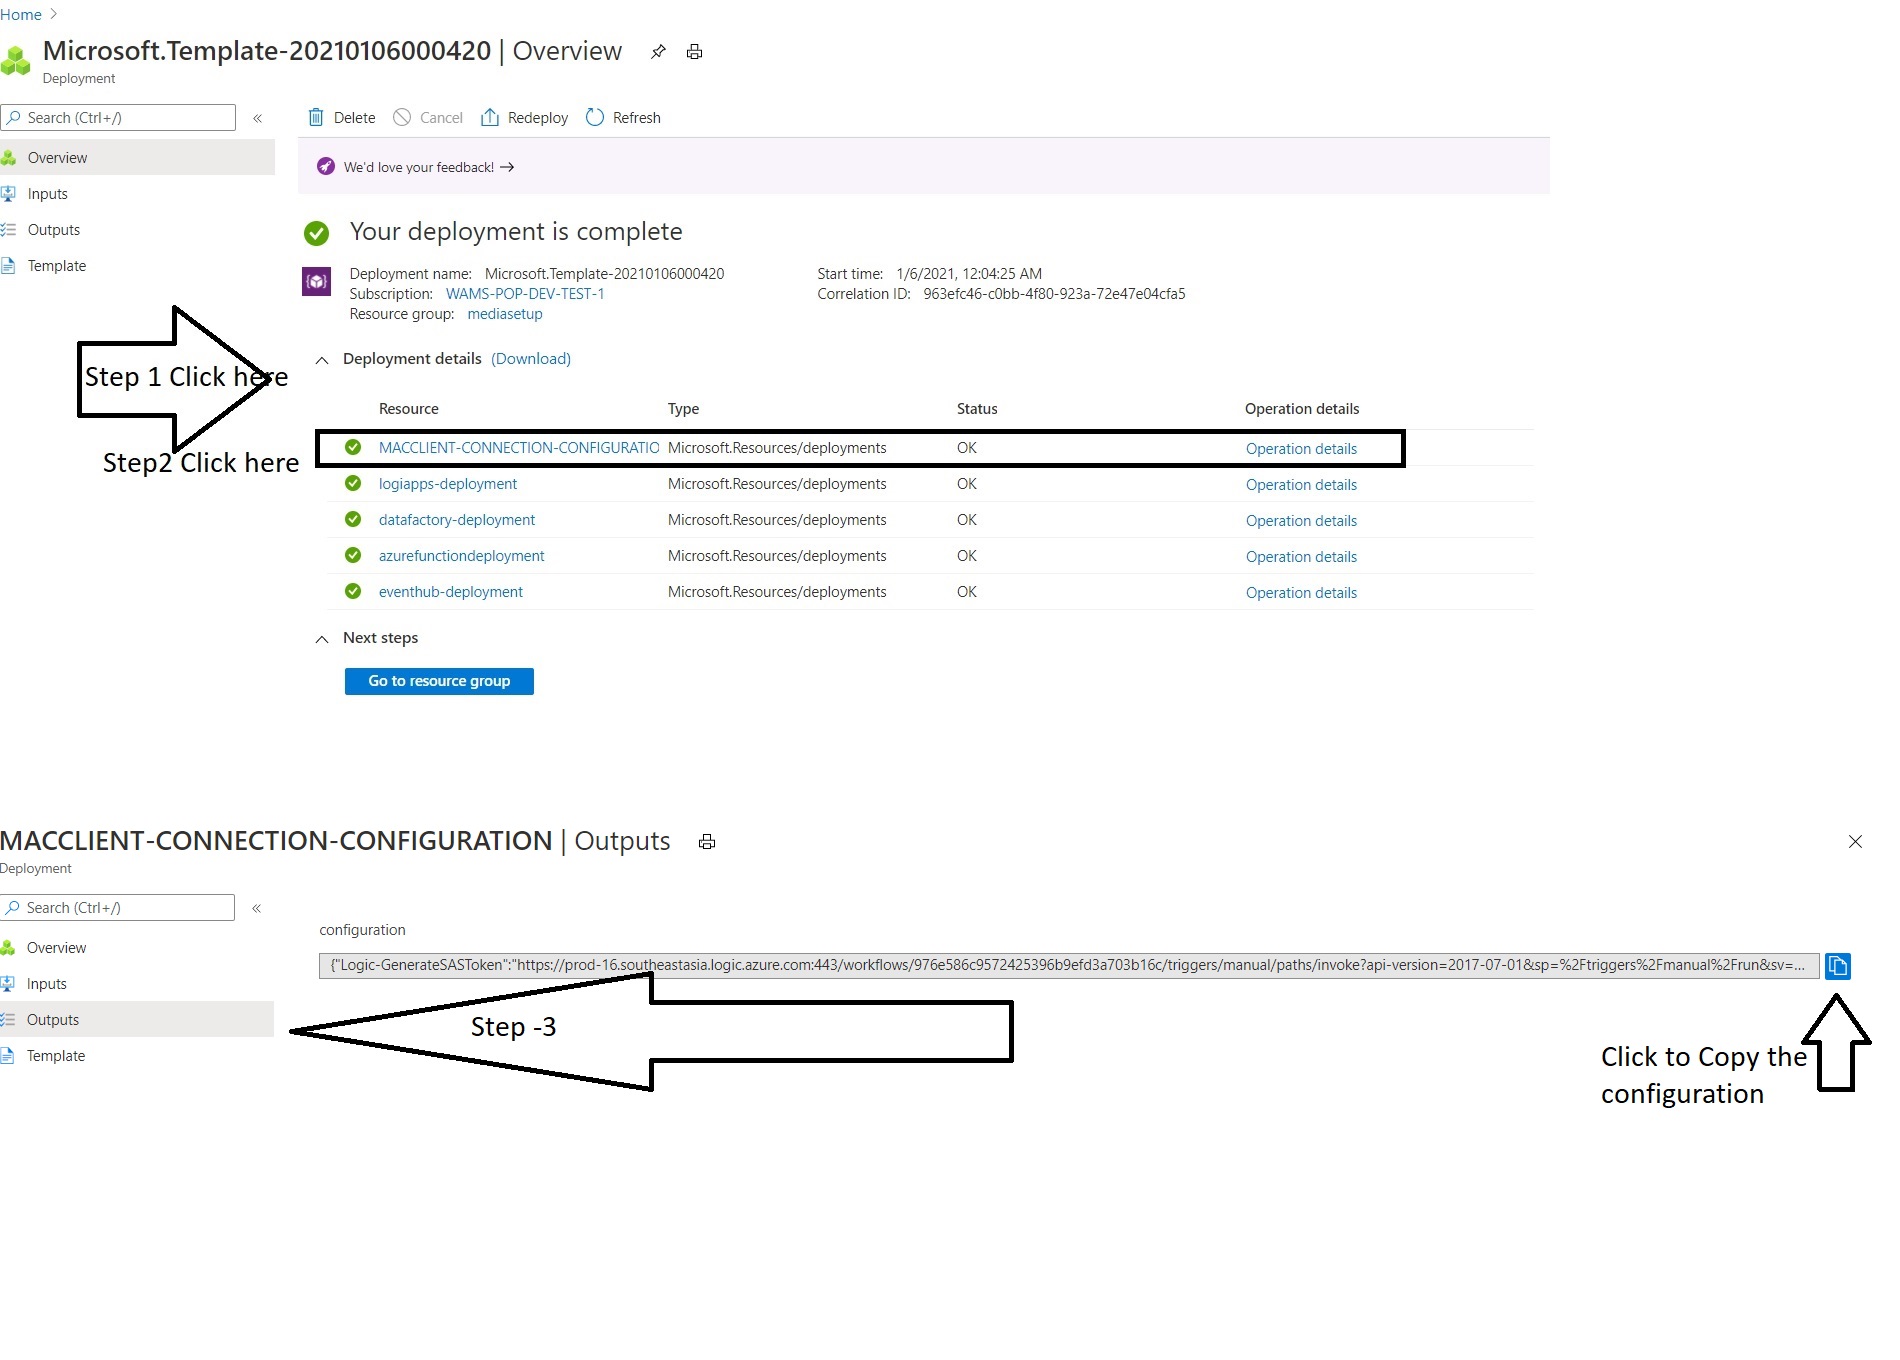 Home
Microsoft.Template-20210106000420 | Overview
Deployment
Search (Ctrl+/) «
Delete Cancel Redeploy Refresh
Overview
We'd love your feedback! →
Inputs
Outputs
Template
Your deployment is complete
Deployment name: Microsoft.Template-20210106000420 Start time: 1/6/2021, 12:04:25 AM
Subscription: WAMS-POP-DEV-TEST-1 Correlation ID: 963efc46-c0bb-4f80-923a-72e47e04cfa5
Resource group: mediasetup
Deployment details (Download)
Step 1 Click here
Resource Type Status Operation details
MACCLIENT-CONNECTION-CONFIGURATIO Microsoft.Resources/deployments OK Operation details
Step2 Click here
logiapps-deployment Microsoft.Resources/deployments OK Operation details
datafactory-deployment Microsoft.Resources/deployments OK Operation details
azurefunctiondeployment Microsoft.Resources/deployments OK Operation details
eventhub-deployment Microsoft.Resources/deployments OK Operation details
Next steps
Go to resource group
MACCLIENT-CONNECTION-CONFIGURATION | Outputs
Deployment
Search (Ctrl+/) «
Overview
Inputs
Outputs
Template
configuration
{"Logic-GenerateSASToken":"https://prod-16.southeastasia.logic.azure.com:443/workflows/976e586c9572425396b9efd3a703b16c/triggers/manual/paths/invoke?api-version=2017-07-01&sp=%2Ftriggers%2Fmanual%2Frun&sv=...
Step -3
Click to Copy the
configuration